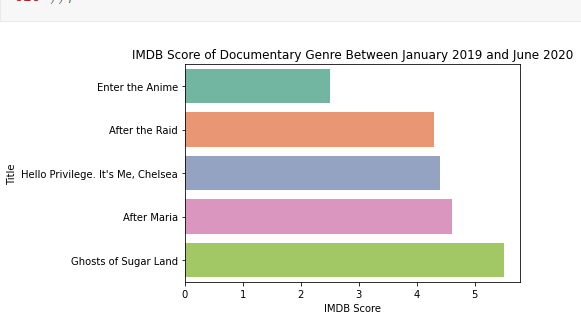 IMDB Score of Documentary Genre Between January 2019 and June 2020
Enter the Anime
After the Raid
Hello Privilege. It's Me, Chelsea
After Maria
Ghosts of Sugar Land
Title
0 1 2 3 4 5
IMDB Score